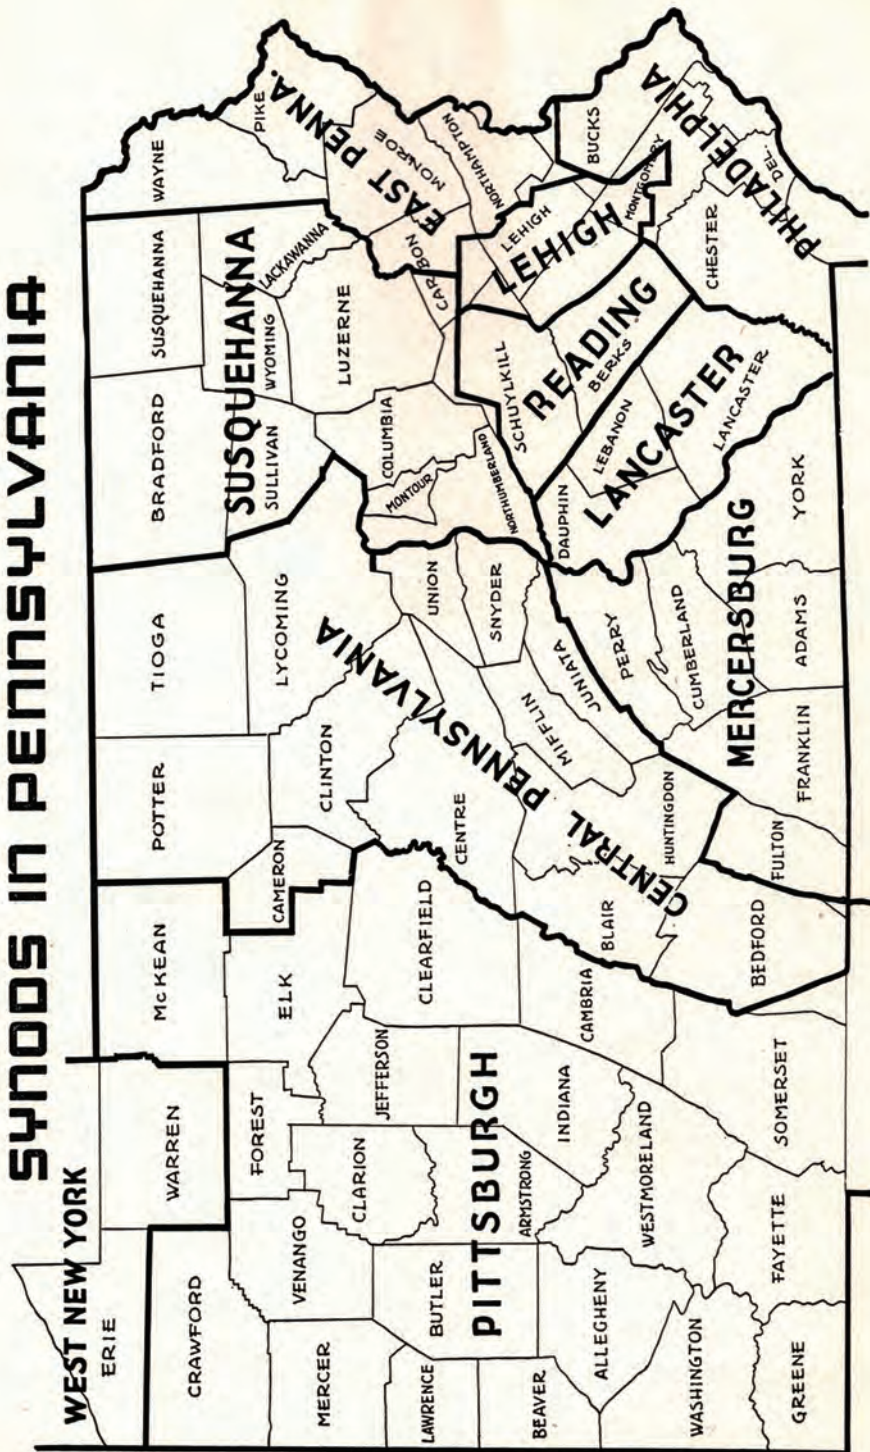 SYNODS IN PENNSYLVANIA
WEST NEW YORK
ERIE
WARREN
McKEAN
POTTER
TIOGA
BRADFORD
SUSQUEHANNA
WAYNE
CRAWFORD
FOREST
ELK
CAMERON
CLINTON
LYCOMING
SULLIVAN
WYOMING
SUSQUEHANNA
LACKAWANNA
PIKE
EAST PENNA.
MONROE
CARBON
NORTHAMPTON
LUZERNE
COLUMBIA
MONTOUR
NORTHUMBERLAND
MERCER
VENANGO
CLARION
JEFFERSON
CLEARFIELD
CENTRE
UNION
SNYDER
CENTRAL PENNSYLVANIA
MIFFLIN
JUNIATA
HUNTINGDON
BLAIR
LAWRENCE
BUTLER
ARMSTRONG
PITTSBURGH
INDIANA
CAMBRIA
BEAVER
ALLEGHENY
WESTMORELAND
WASHINGTON
GREENE
FAYETTE
SOMERSET
BEDFORD
FULTON
FRANKLIN
ADAMS
YORK
CUMBERLAND
PERRY
MERCERSBURG
DAUPHIN
LEBANON
LANCASTER
LANCASTER
SCHUYLKILL
READING
BERKS
LEHIGH
LEHIGH
BUCKS
MONTGOMERY
CHESTER
DEL.
PHILADELPHIA